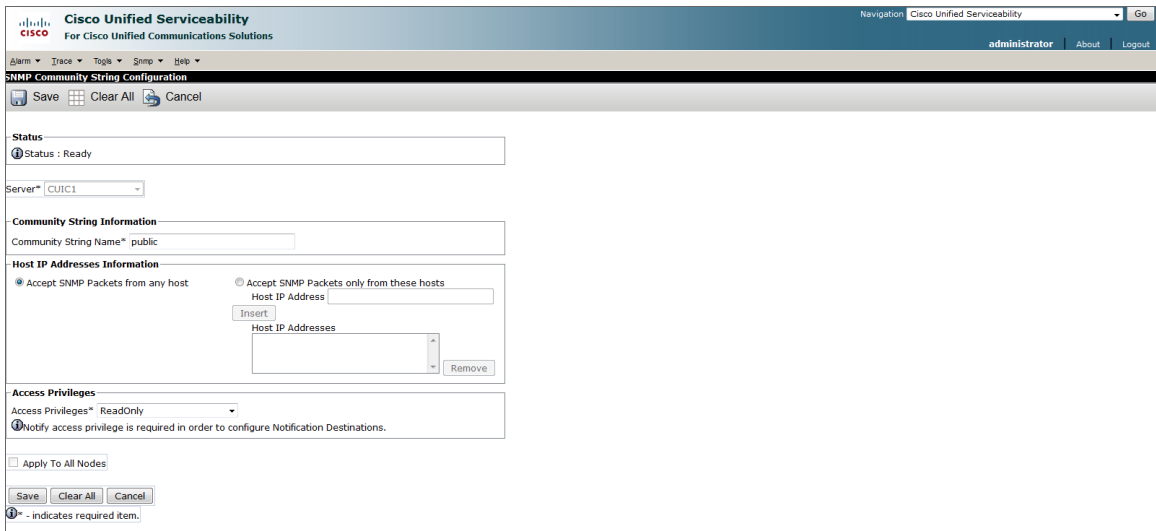 Cisco Unified Serviceability
Navigation Cisco Unified Serviceability Go
CISCO For Cisco Unified Communications Solutions
administrator About Logout
Alarm Trace Tools Snmp Help
SNMP Community String Configuration
Save Clear All Cancel
Status
Status : Ready
Server* CUIC1
Community String Information
Community String Name* public
Host IP Addresses Information
Accept SNMP Packets from any host
Accept SNMP Packets only from these hosts
Host IP Address
Insert
Host IP Addresses
Remove
Access Privileges
Access Privileges* ReadOnly
Notify access privilege is required in order to configure Notification Destinations.
Apply To All Nodes
Save Clear All Cancel
* - indicates required item.